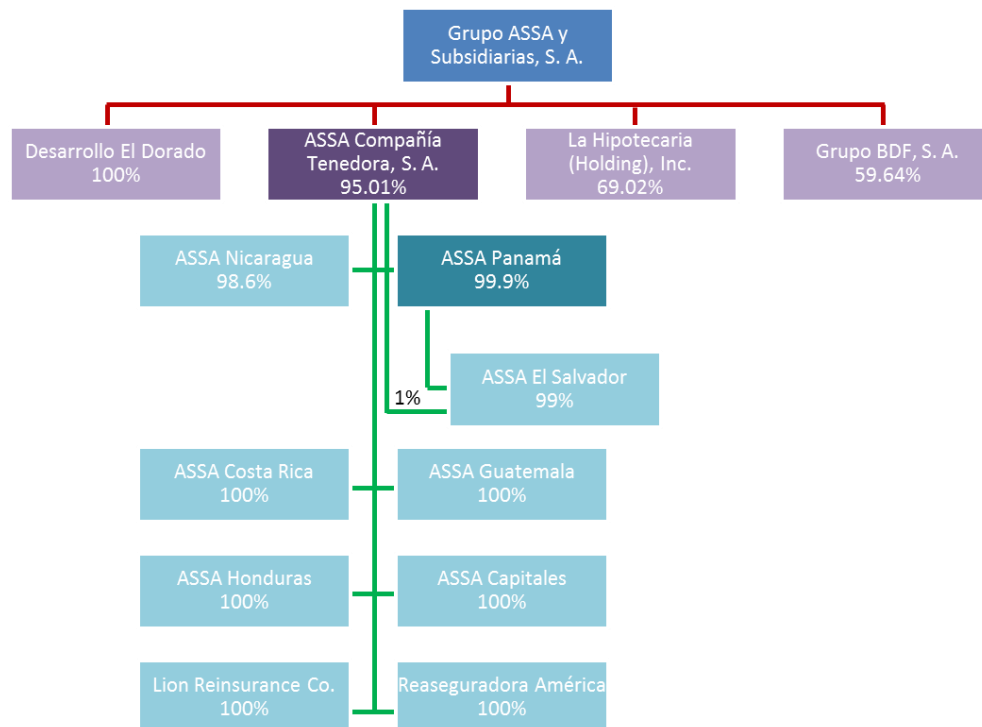 Grupo ASSA y
Subsidiarias, S. A.
Desarrollo El Dorado
100%
ASSA Compañía
Tenedora, S. A.
95.01%
La Hipotecaria
(Holding), Inc.
69.02%
Grupo BDF, S. A.
59.64%
ASSA Nicaragua
98.6%
ASSA Panamá
99.9%
ASSA El Salvador
99%
1%
ASSA Costa Rica
100%
ASSA Guatemala
100%
ASSA Honduras
100%
ASSA Capitales
100%
Lion Reinsurance Co.
100%
Reaseguradora América
100%